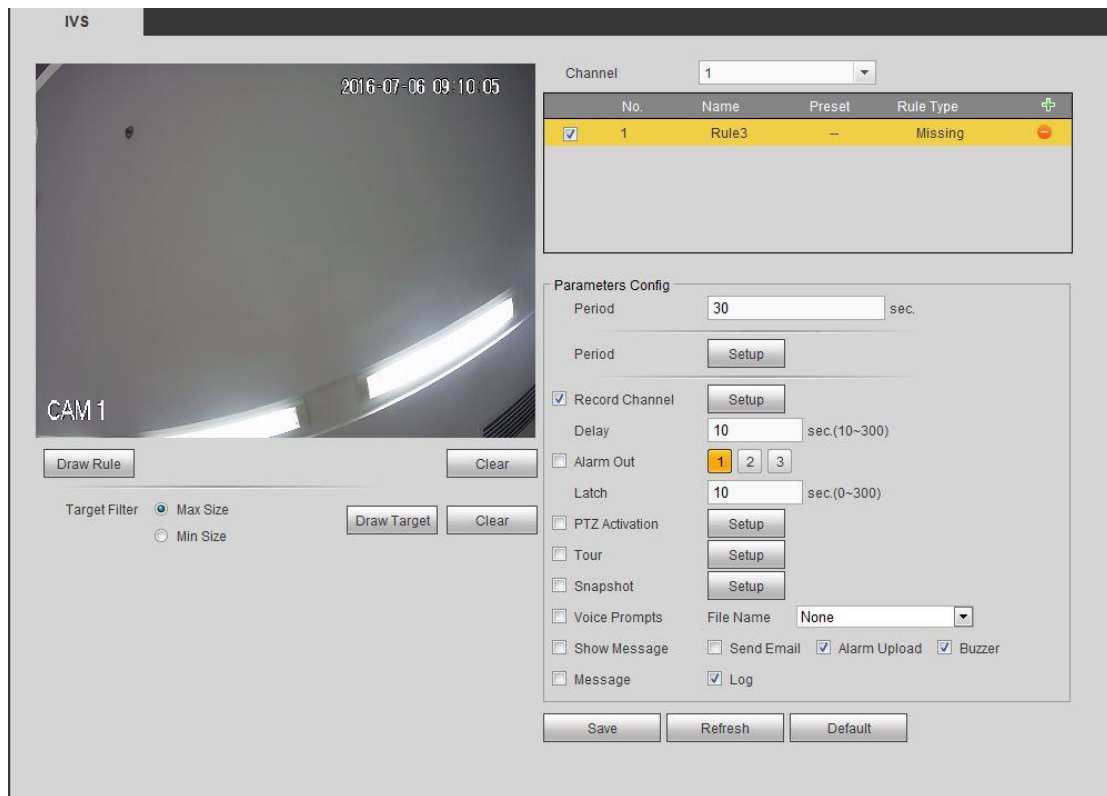 IVS
2016-07-06 09:10:05
CAM 1
Draw Rule
Clear
Target Filter
Max Size
Min Size
Draw Target
Clear
Channel 1
No. Name Preset Rule Type
1 Rule3 -- Missing
Parameters Config
Period 30 sec.
Period Setup
Record Channel Setup
Delay 10 sec.(10~300)
Alarm Out 1 2 3
Latch 10 sec.(0~300)
PTZ Activation Setup
Tour Setup
Snapshot Setup
Voice Prompts File Name None
Show Message Send Email Alarm Upload Buzzer
Message Log
Save Refresh Default